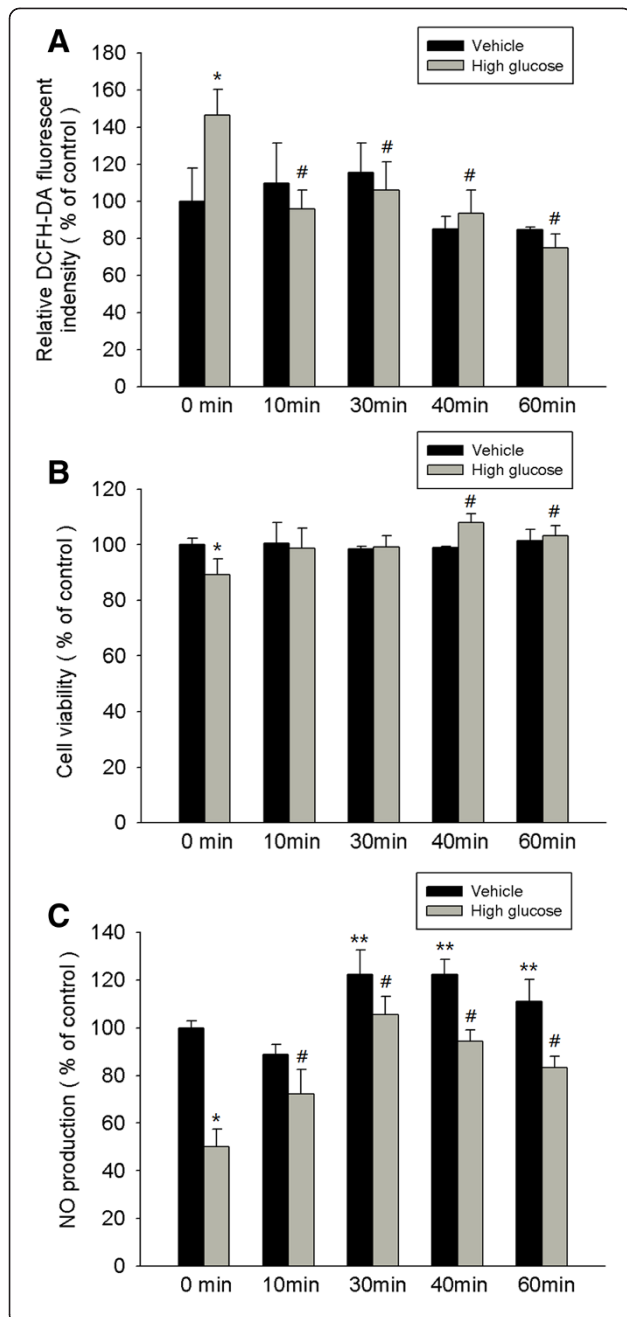 A
Vehicle
High glucose
Relative DCFH-DA fluorescent
indensity ( % of control )
180
160
140
120
100
80
60
40
20
0
*
#
#
#
#
0 min 10min 30min 40min 60min
B
Vehicle
High glucose
Cell viability ( % of control )
120
100
80
60
40
20
0
*
#
#
0 min 10min 30min 40min 60min
C
Vehicle
High glucose
NO production ( % of control )
140
120
100
80
60
40
20
0
*
#
**
#
**
#
**
#
0 min 10min 30min 40min 60min